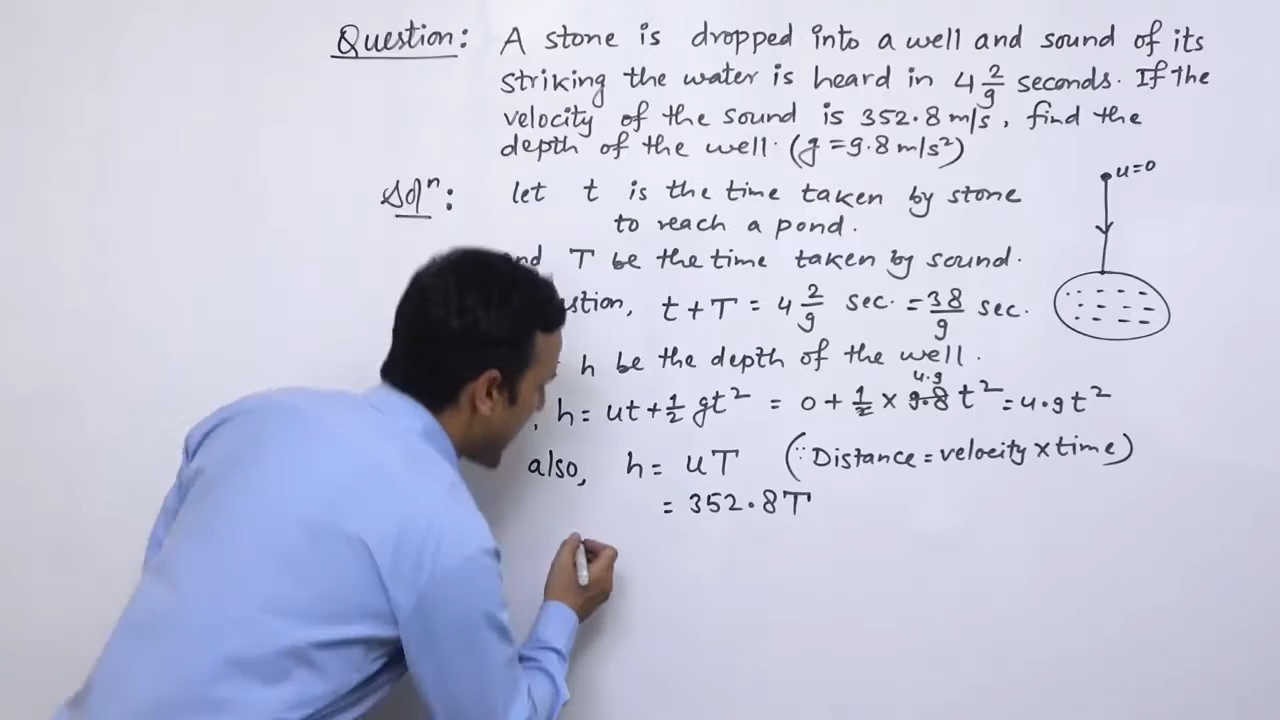 Question: A stone is dropped into a well and sound of its
striking the water is heard in 4 2/9 seconds. If the
velocity of the sound is 352.8 m/s, find the
depth of the well. (g = 9.8 m/s²)
u=0
Solⁿ: let t is the time taken by stone
to reach a pond.
T be the time taken by sound.
t + T = 4 2/9 sec. = 38/9 sec.
h be the depth of the well.
4.9
h = ut + 1/2 gt² = 0 + 1/2 × 9.8 t² = 4.9t²
also, h = uT (∵ Distance = velocity × time)
= 352.8T